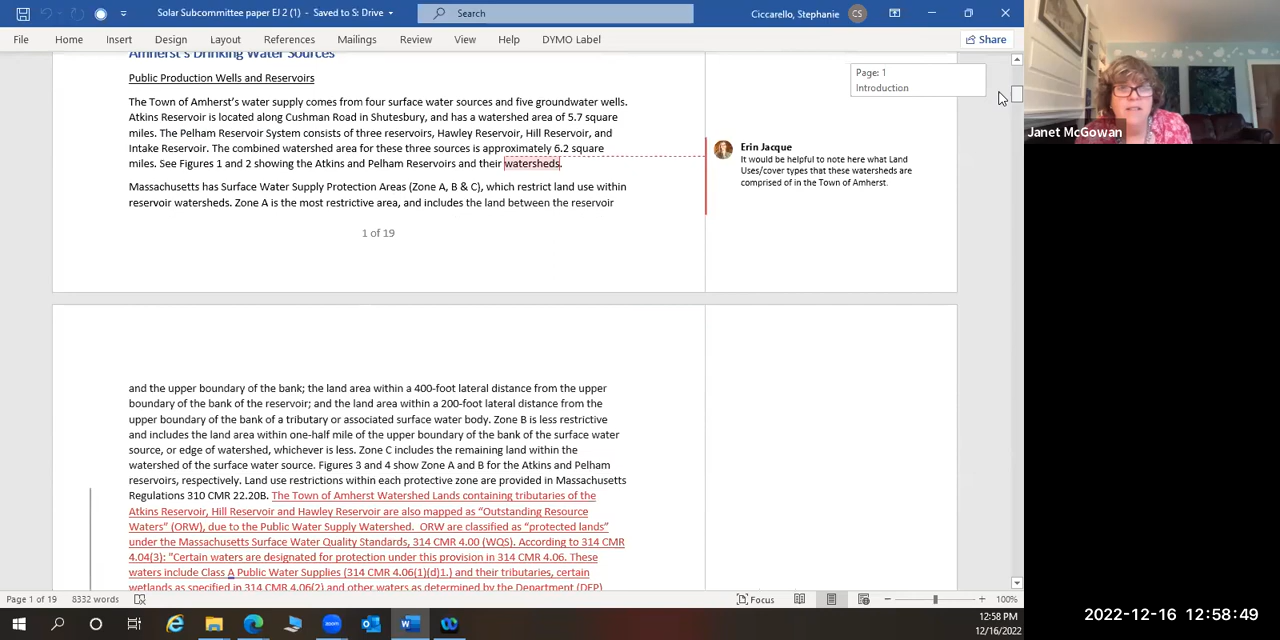 Solar Subcommittee paper EJ 2 (1) - Saved to S: Drive
Search
Ciccarello, Stephanie
CS
File
Home
Insert
Design
Layout
References
Mailings
Review
View
Help
DYMO Label
Share
Amherst's Drinking Water Sources
Page: 1
Introduction
Public Production Wells and Reservoirs
The Town of Amherst's water supply comes from four surface water sources and five groundwater wells.
Atkins Reservoir is located along Cushman Road in Shutesbury, and has a watershed area of 5.7 square
miles. The Pelham Reservoir System consists of three reservoirs, Hawley Reservoir, Hill Reservoir, and
Intake Reservoir. The combined watershed area for these three sources is approximately 6.2 square
miles. See Figures 1 and 2 showing the Atkins and Pelham Reservoirs and their watersheds.
Massachusetts has Surface Water Supply Protection Areas (Zone A, B & C), which restrict land use within
reservoir watersheds. Zone A is the most restrictive area, and includes the land between the reservoir
1 of 19
Erin Jacque
It would be helpful to note here what Land
Uses/cover types that these watersheds are
comprised of in the Town of Amherst.
Janet McGowan
and the upper boundary of the bank; the land area within a 400-foot lateral distance from the upper
boundary of the bank of the reservoir; and the land area within a 200-foot lateral distance from the
upper boundary of the bank of a tributary or associated surface water body. Zone B is less restrictive
and includes the land area within one-half mile of the upper boundary of the bank of the surface water
source, or edge of watershed, whichever is less. Zone C includes the remaining land within the
watershed of the surface water source. Figures 3 and 4 show Zone A and B for the Atkins and Pelham
reservoirs, respectively. Land use restrictions within each protective zone are provided in Massachusetts
Regulations 310 CMR 22.20B. The Town of Amherst Watershed Lands containing tributaries of the
Atkins Reservoir, Hill Reservoir and Hawley Reservoir are also mapped as "Outstanding Resource
Waters" (ORW), due to the Public Water Supply Watershed. ORW are classified as "protected lands"
under the Massachusetts Surface Water Quality Standards, 314 CMR 4.00 (WQS). According to 314 CMR
4.04(3): "Certain waters are designated for protection under this provision in 314 CMR 4.06. These
waters include Class A Public Water Supplies (314 CMR 4.06(1)(d)1.) and their tributaries, certain
wetlands as specified in 314 CMR 4.06(2) and other waters as determined by the Department (DEP)
Page 1 of 19
8332 words
Focus
100%
zoom
12:58 PM
12/16/2022
2022-12-16 12:58:49